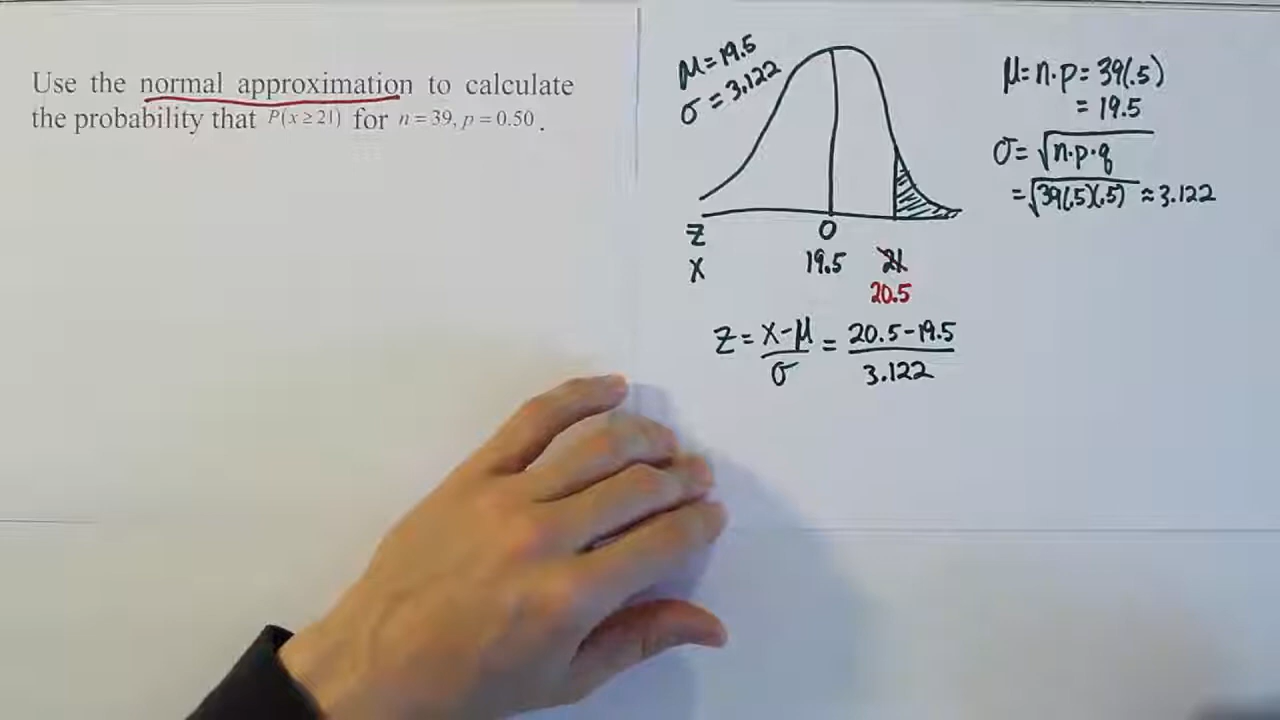 Use the normal approximation to calculate
the probability that P(x ≥ 21) for n = 39, p = 0.50.
μ = 19.5
σ = 3.122
Z 0
X 19.5 21
20.5
Z = X-μ/σ = 20.5-19.5/3.122
μ = n·p = 39(.5)
= 19.5
σ = √n·p·q
= √39(.5)(.5) ≈ 3.122